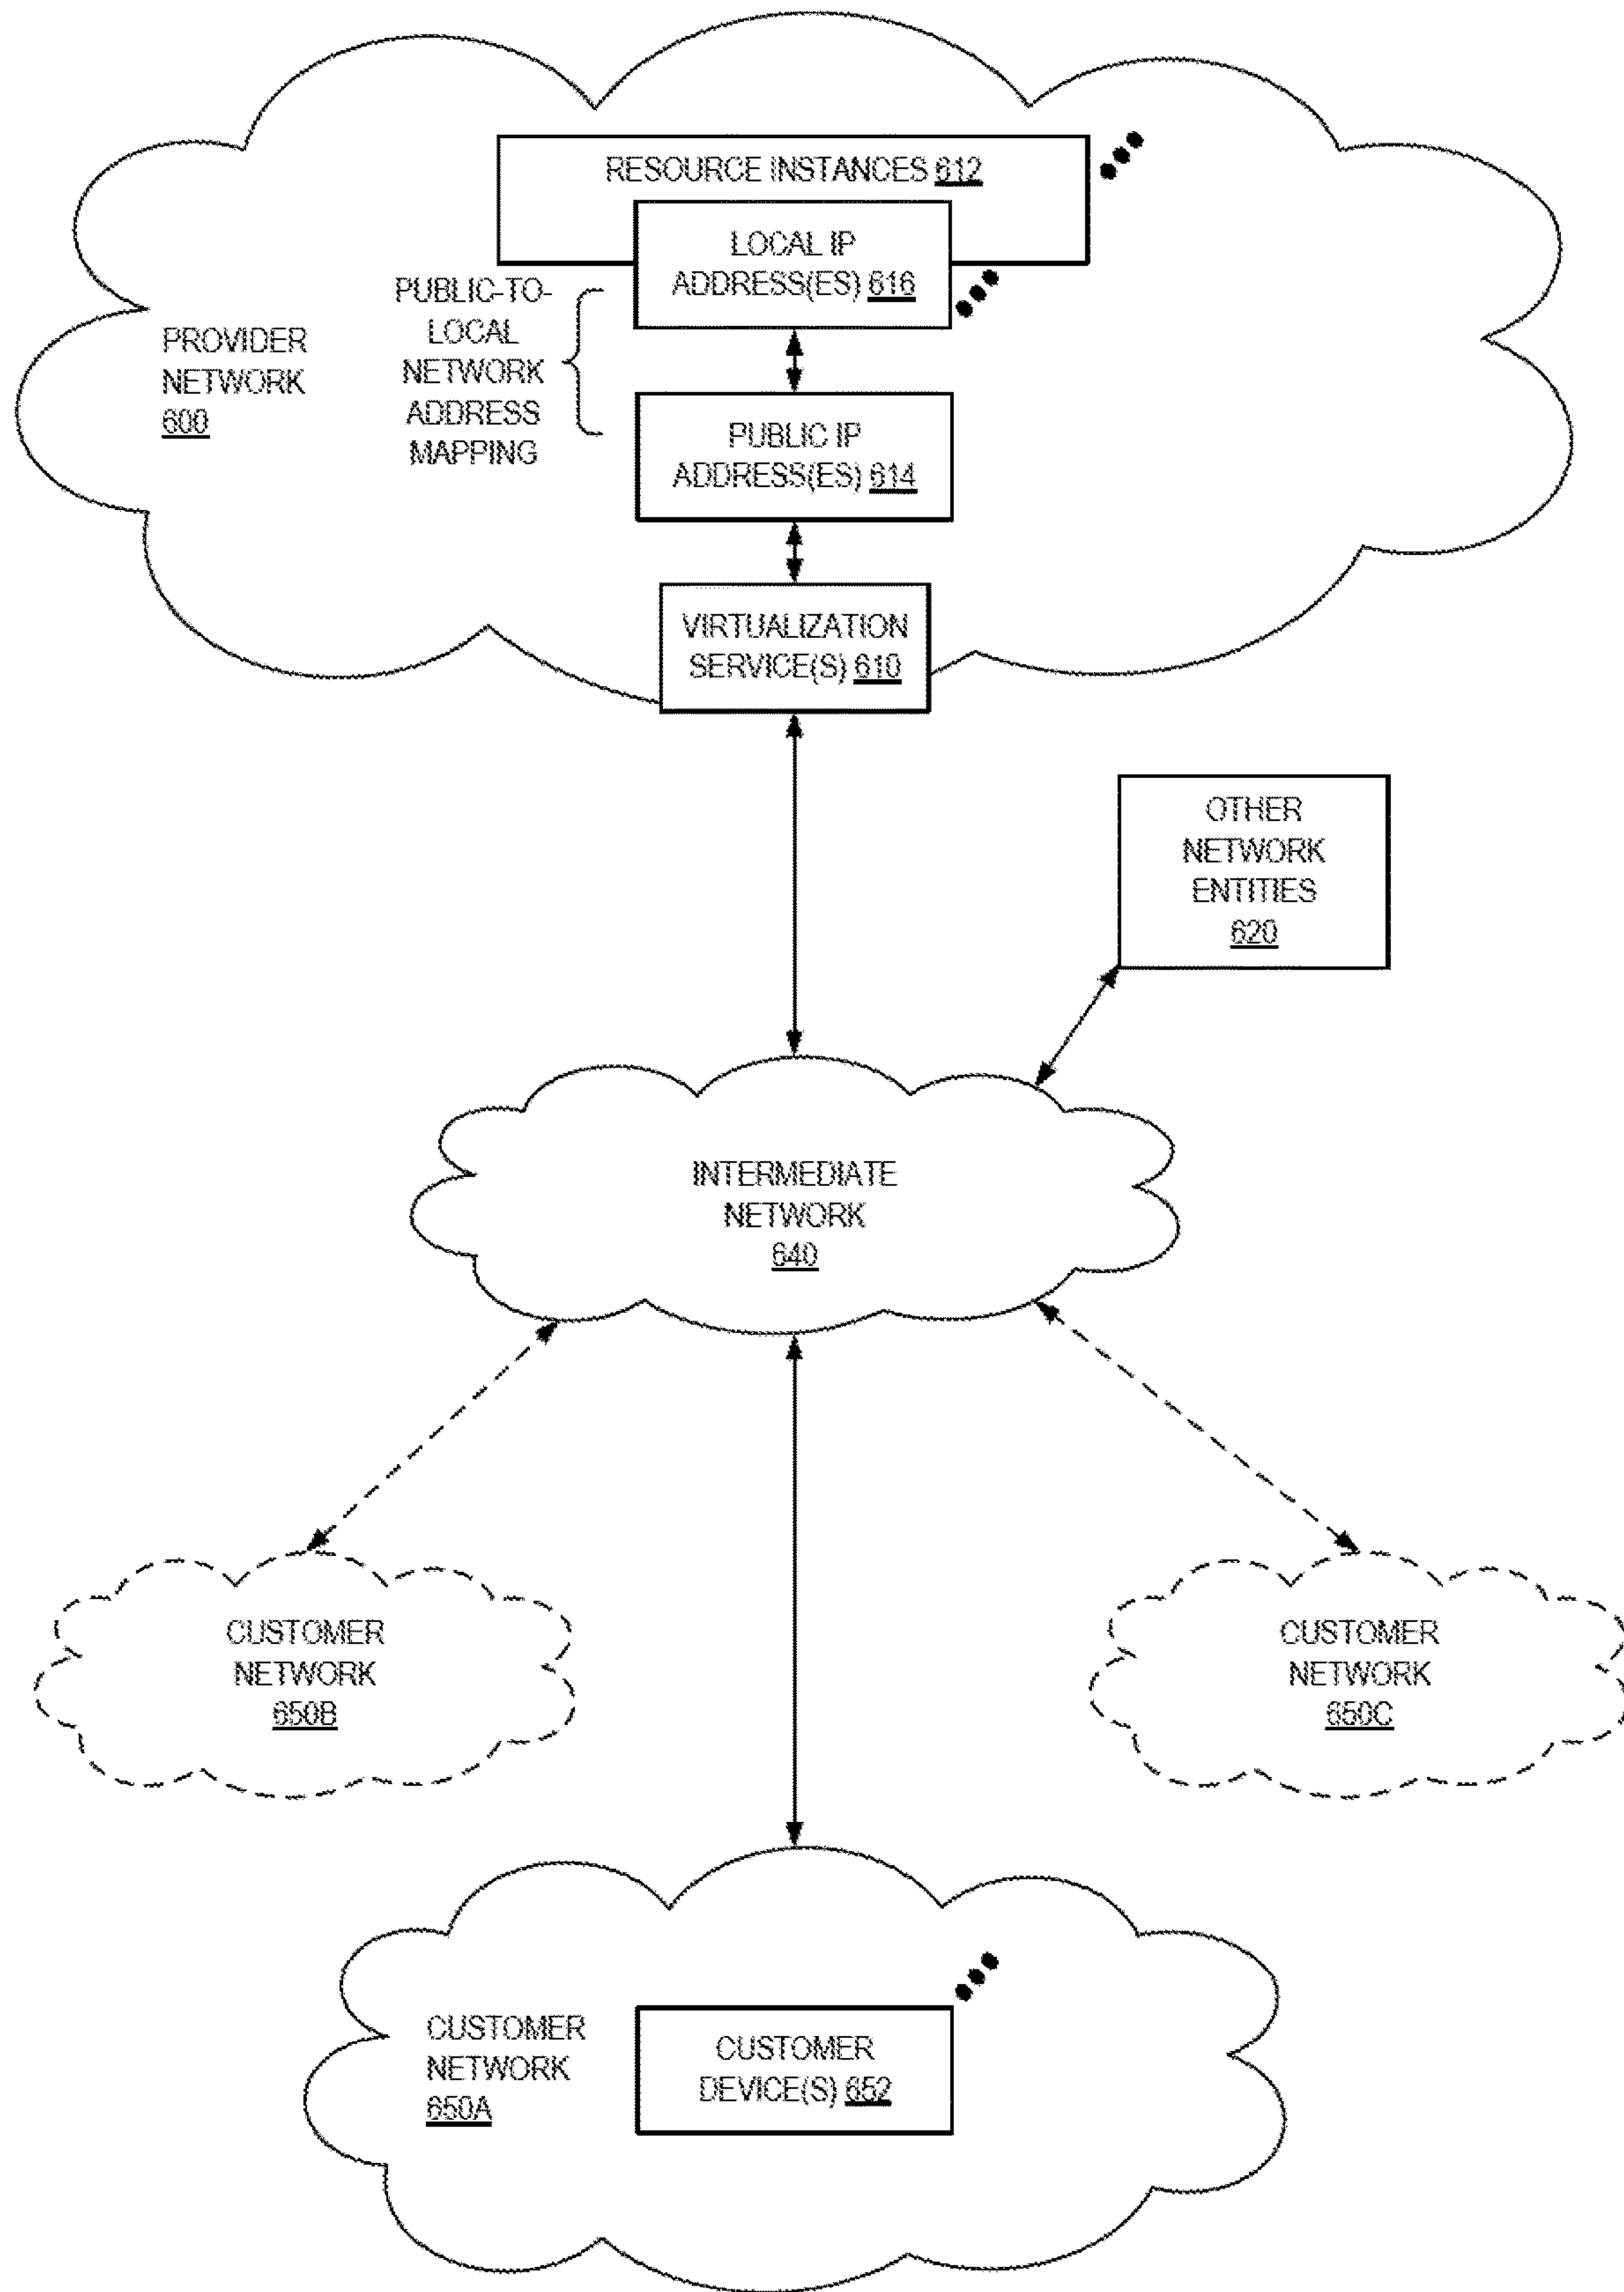 RESOURCE INSTANCES 612
LOCAL IP
ADDRESS(ES) 616
PUBLIC-TO-
LOCAL
NETWORK
ADDRESS
MAPPING
PROVIDER
NETWORK
600
PUBLIC IP
ADDRESS(ES) 614
VIRTUALIZATION
SERVICE(S) 610
OTHER
NETWORK
ENTITIES
620
INTERMEDIATE
NETWORK
640
CUSTOMER
NETWORK
650B
CUSTOMER
NETWORK
650C
CUSTOMER
NETWORK
650A
CUSTOMER
DEVICE(S) 652